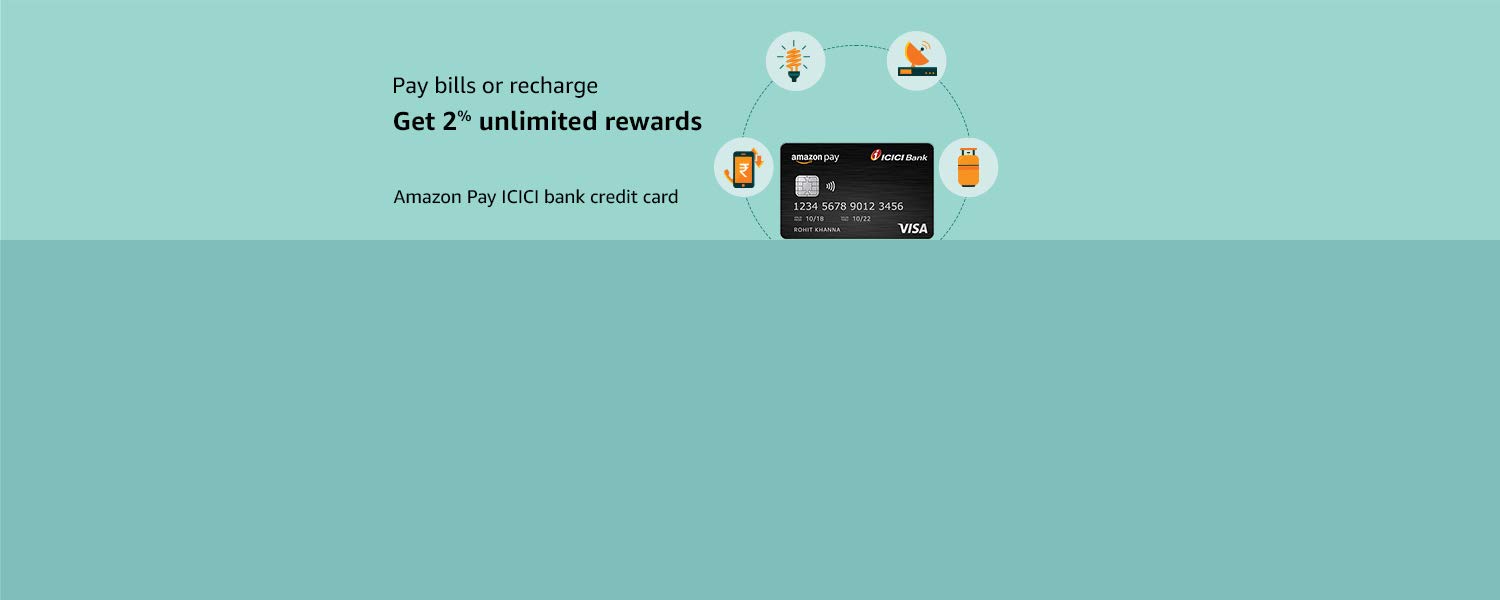 Pay bills or recharge
Get 2% unlimited rewards
Amazon Pay ICICI bank credit card
₹
amazon pay
ICICI Bank
1234 5678 9012 3456
10/18 10/22
ROHIT KHANNA
VISA